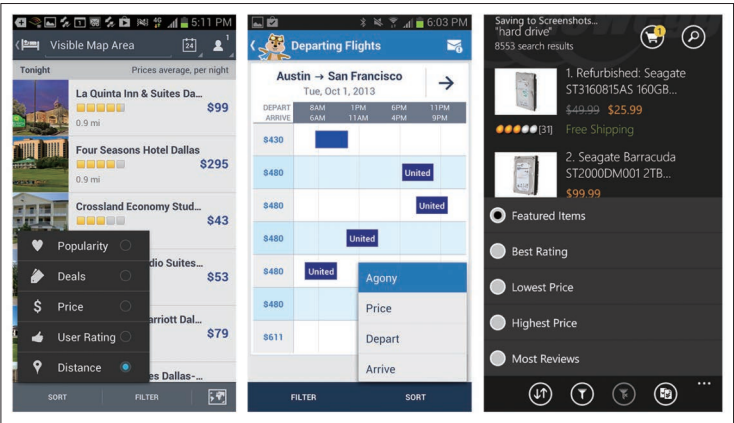 5:11 PM
Visible Map Area
24
1
Tonight
Prices average, per night
La Quinta Inn & Suites Da...
$99
0.9 mi
Four Seasons Hotel Dallas
$295
0.9 mi
Crossland Economy Stud...
$43
dio Suites...
$53
arriott Dal...
$79
es Dallas-...
Popularity
Deals
$ Price
User Rating
Distance
SORT
FILTER
6:03 PM
Departing Flights
Austin → San Francisco
Tue, Oct 1, 2013
DEPART 8AM 1PM 6PM 11PM
ARRIVE 6AM 11AM 4PM 9PM
$430
$480
United
$480
United
$480
United
$480
United
$480
$611
Agony
Price
Depart
Arrive
FILTER
SORT
Saving to Screenshots...
"hard drive"
8553 search results
1
1. Refurbished: Seagate
ST3160815AS 160GB...
$49.99 $25.99
[31] Free Shipping
2. Seagate Barracuda
ST2000DM001 2TB...
$99.99
Featured Items
Best Rating
Lowest Price
Highest Price
Most Reviews